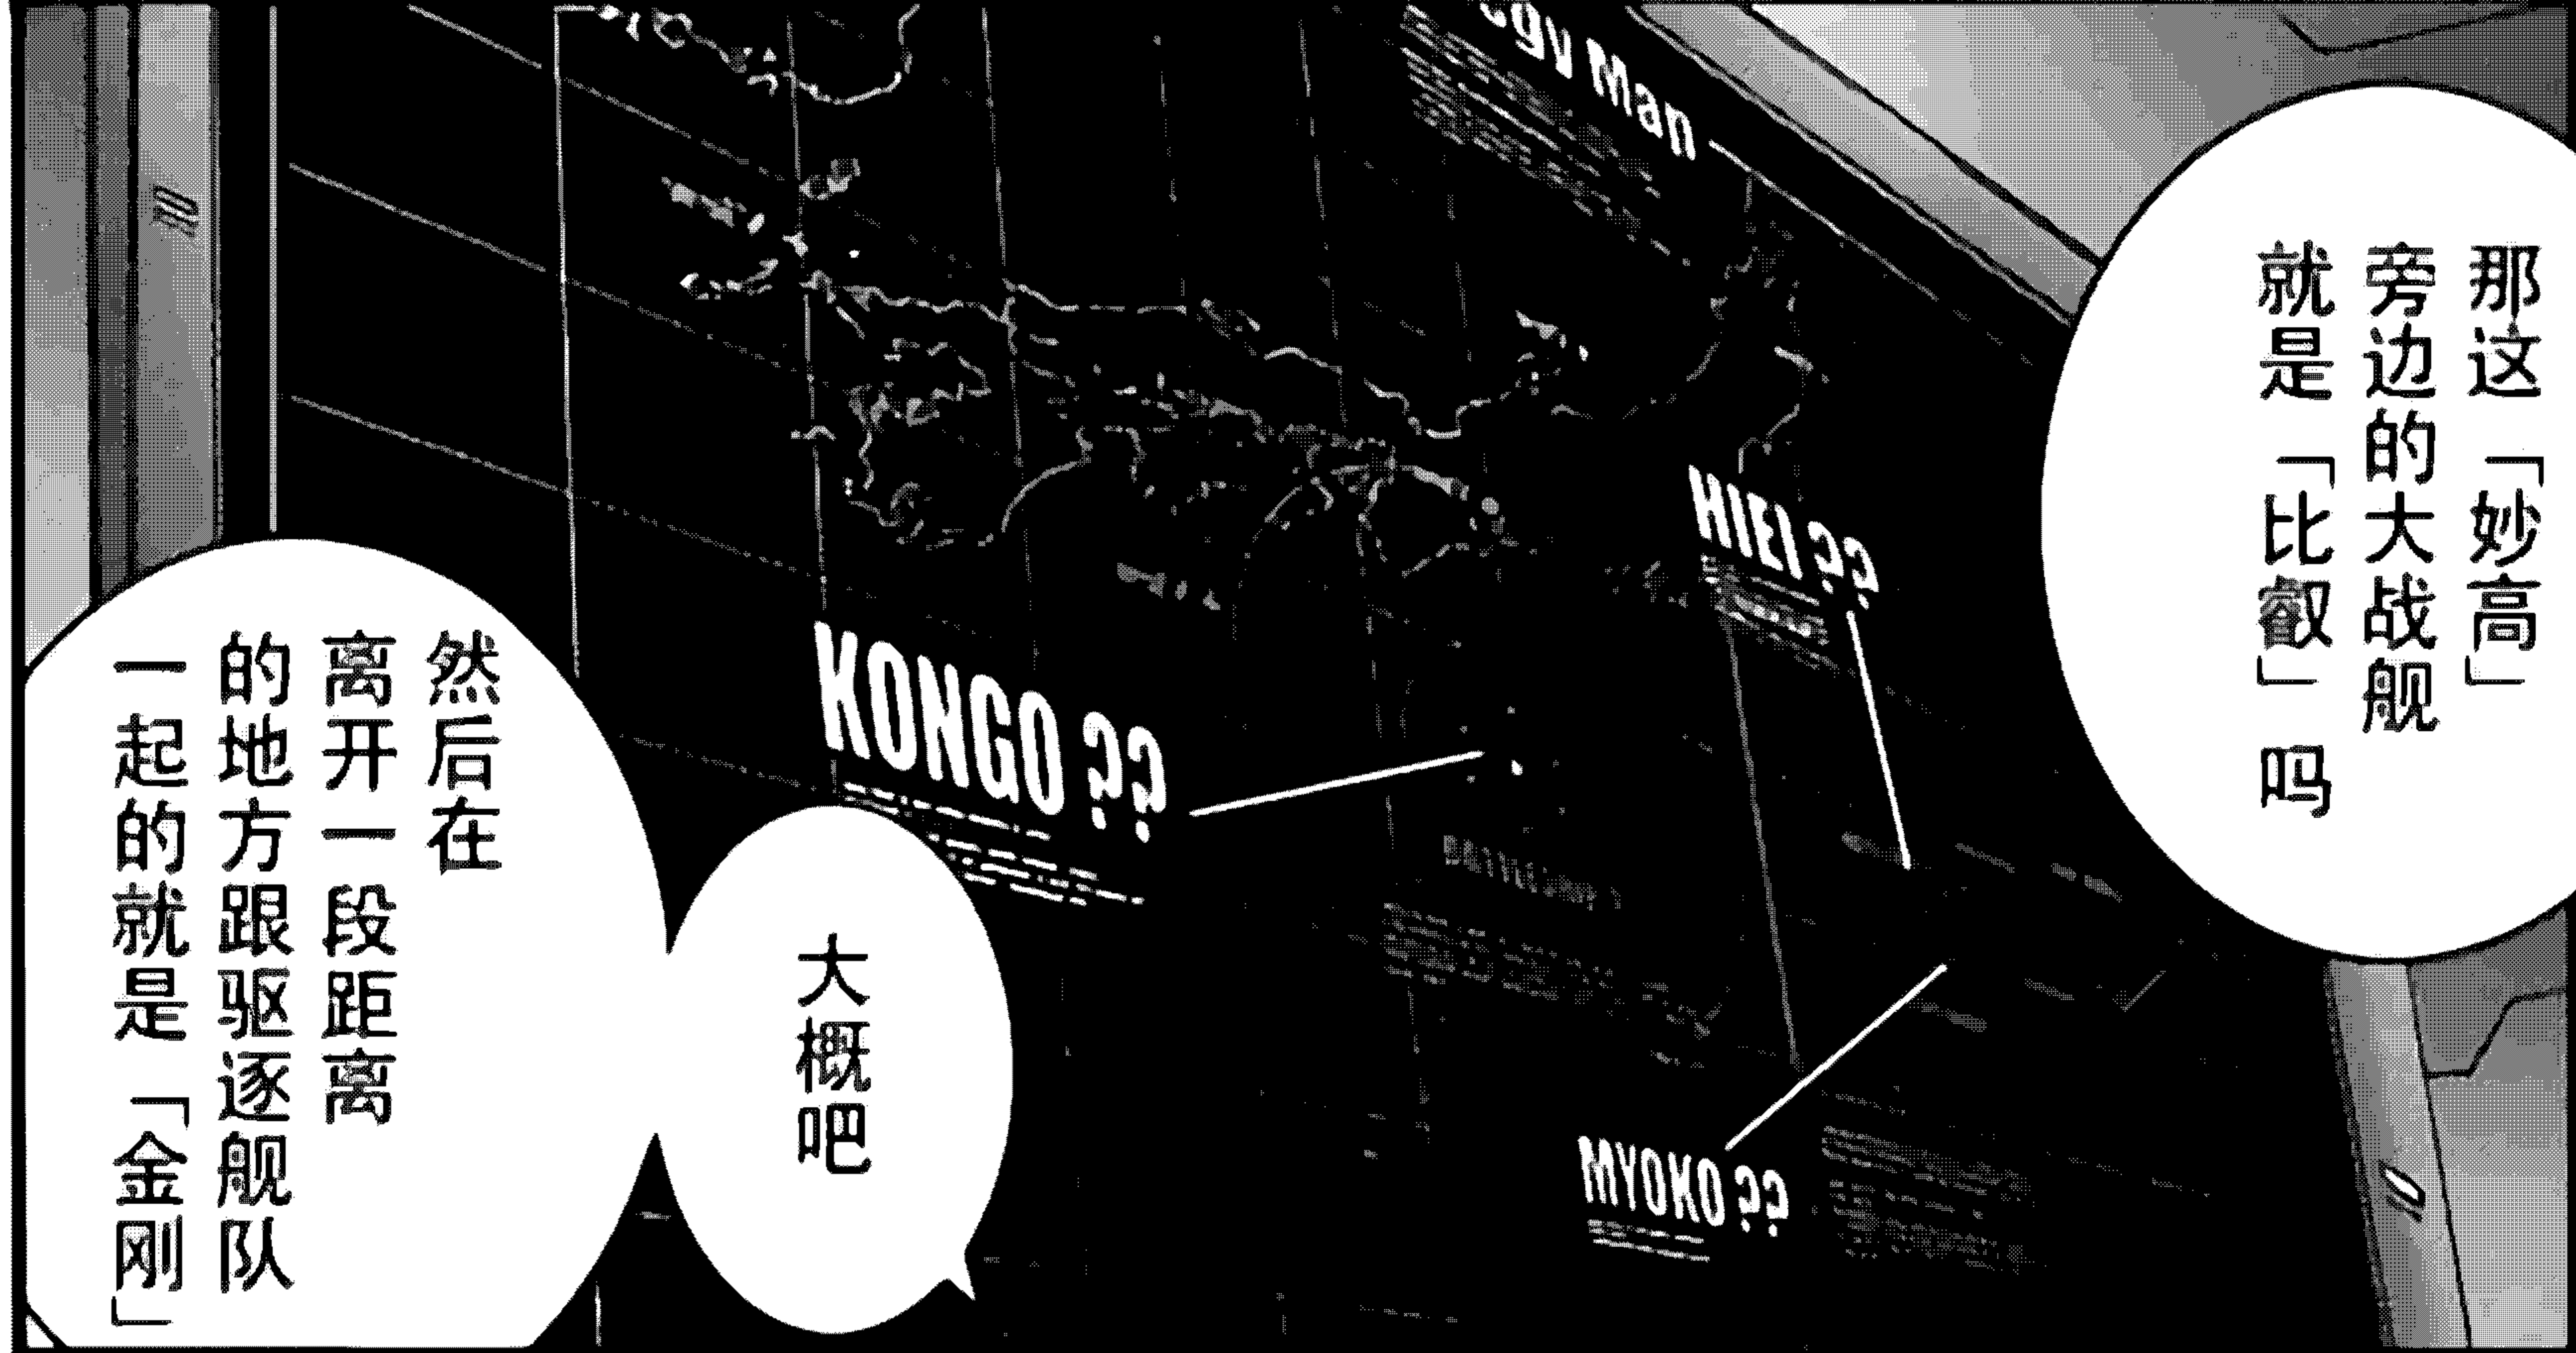 那这「妙高」
旁边的大战舰
就是「比叡」吗
大概吧
然后在
离开一段距离
的地方跟驱逐舰队
一起的就是「金刚」
Man
HIEI ??
KONGO ??
MYOKO ??